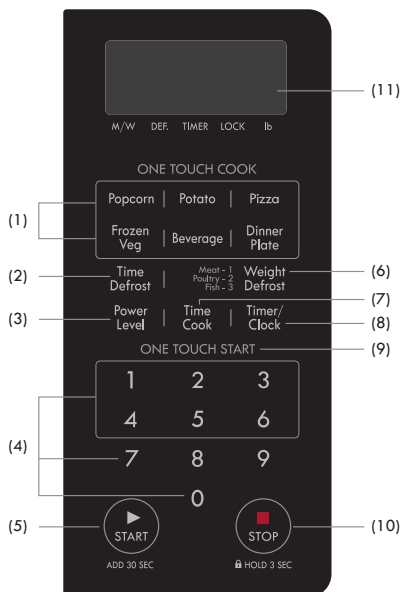 (11)
M/W DEF. TIMER LOCK lb
ONE TOUCH COOK
Popcorn Potato Pizza
(1)
Frozen Veg Beverage Dinner Plate
(2) Time Defrost Meat - 1 Poultry - 2 Fish - 3 Weight Defrost (6)
(7)
(3) Power Level Time Cook Timer/ Clock (8)
ONE TOUCH START (9)
1 2 3
4 5 6
(4)
7 8 9
0
(5) START STOP (10)
ADD 30 SEC HOLD 3 SEC